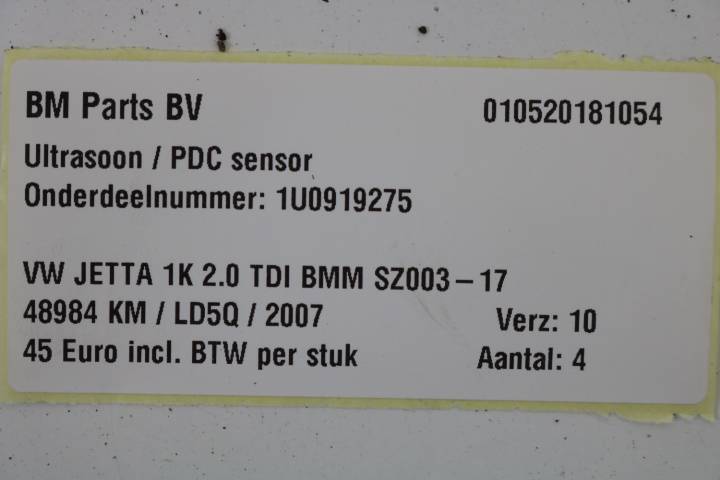 BM Parts BV 010520181054
Ultrasoon / PDC sensor
Onderdeelnummer: 1U0919275
VW JETTA 1K 2.0 TDI BMM SZ003-17
48984 KM / LD5Q / 2007 Verz: 10
45 Euro incl. BTW per stuk Aantal: 4